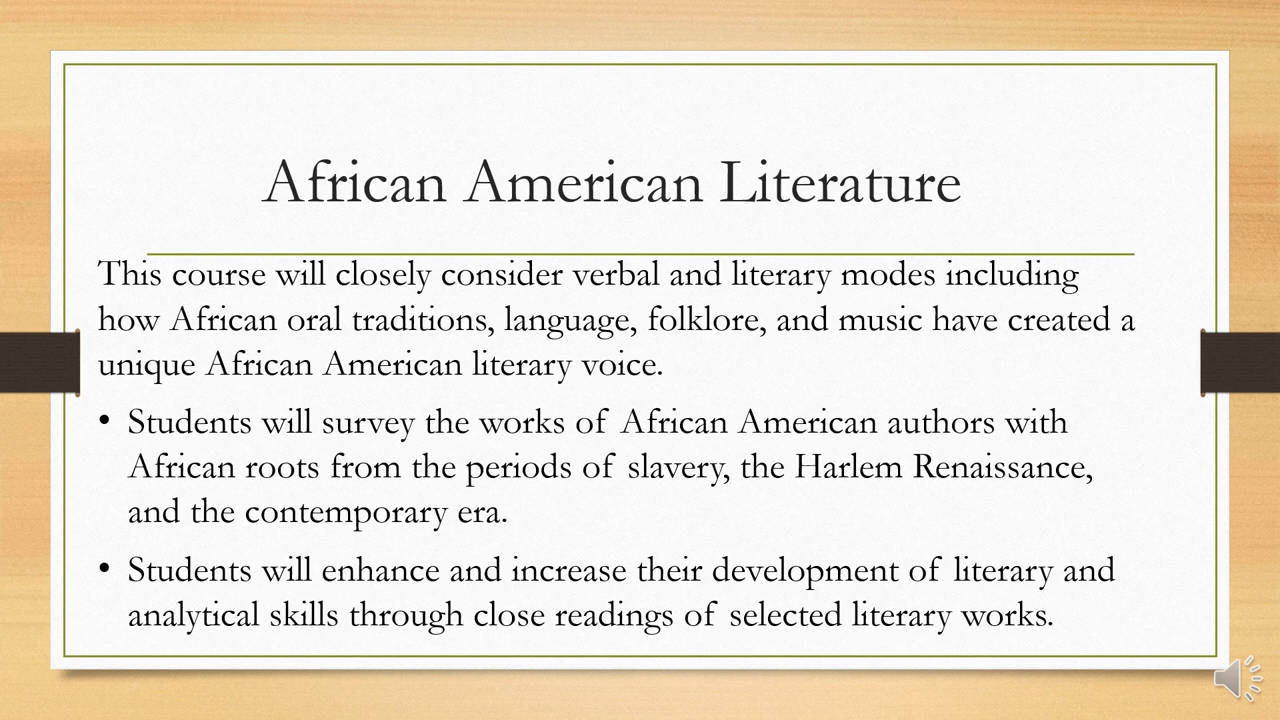 African American Literature
This course will closely consider verbal and literary modes including
how African oral traditions, language, folklore, and music have created a
unique African American literary voice.
• Students will survey the works of African American authors with
African roots from the periods of slavery, the Harlem Renaissance,
and the contemporary era.
• Students will enhance and increase their development of literary and
analytical skills through close readings of selected literary works.